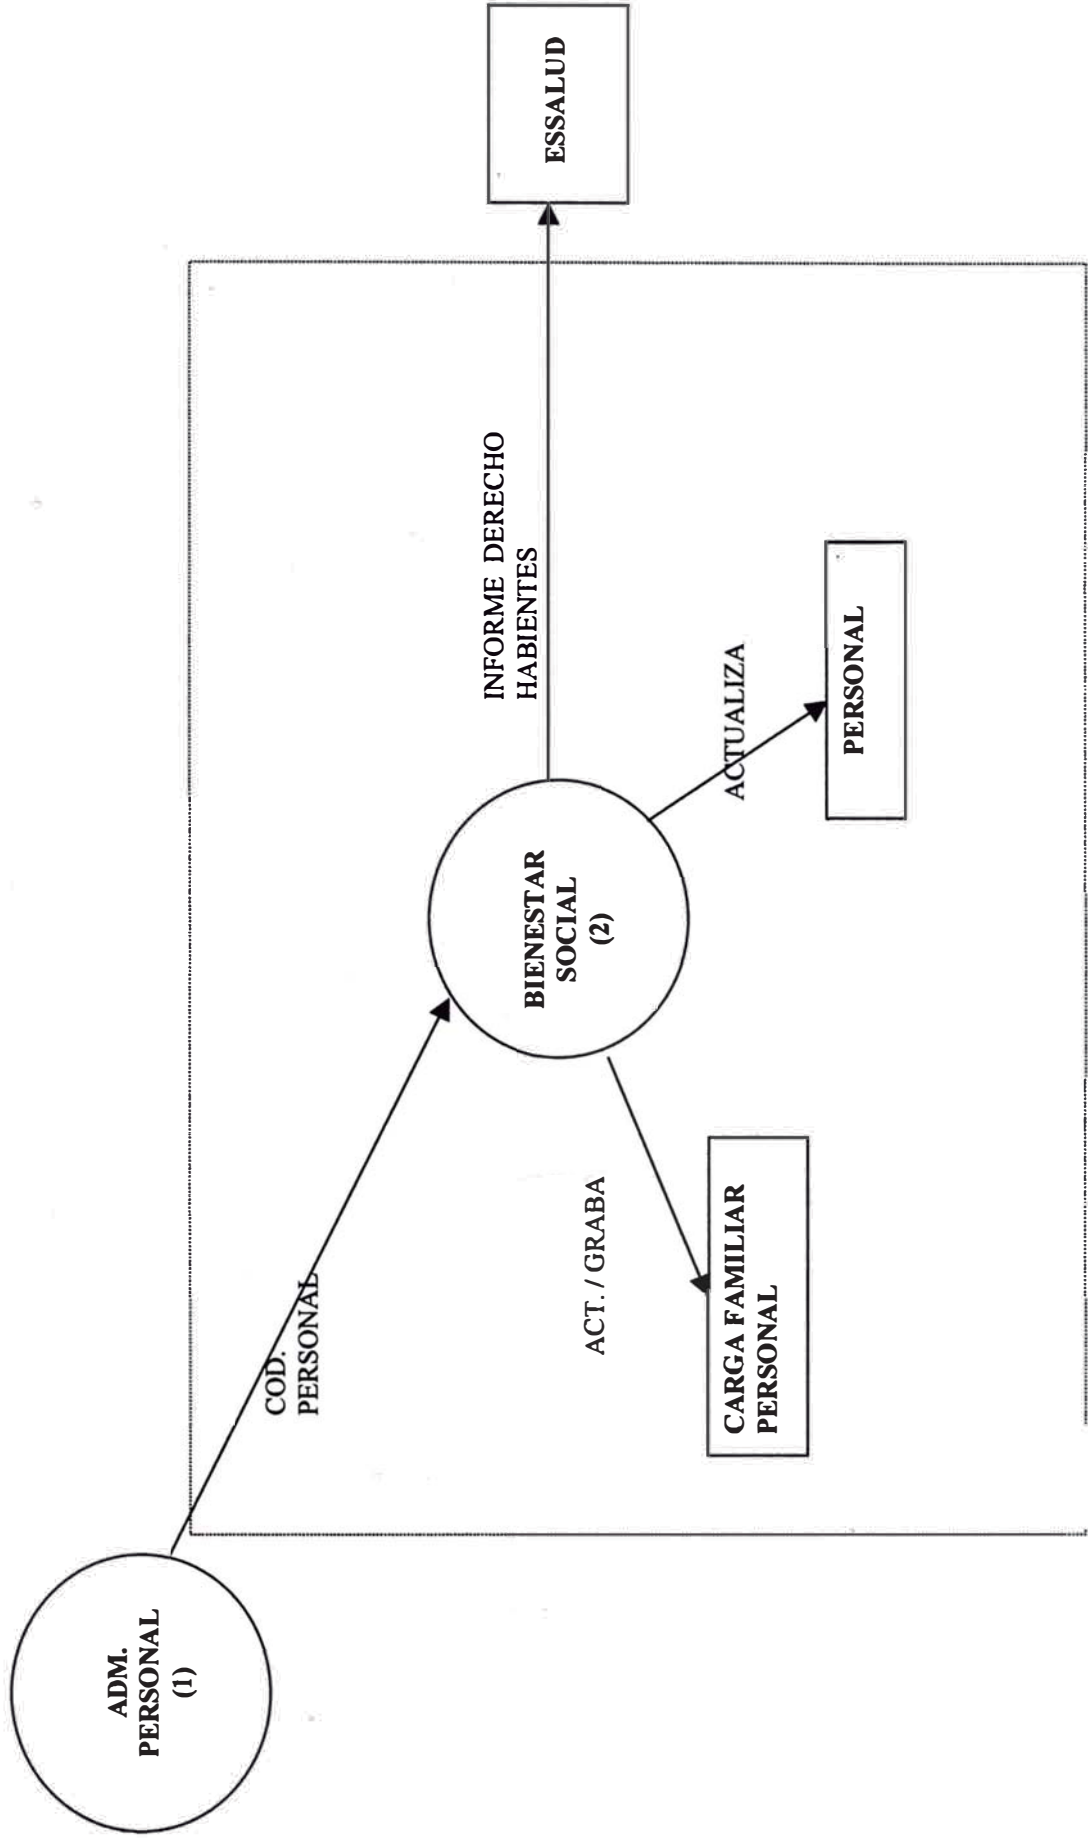 ADM.
PERSONAL
(1)
COD.
PERSONAL
BIENESTAR
SOCIAL
(2)
INFORME DERECHO
HABIENTES
ESSALUD
ACT. / GRABA
CARGA FAMILIAR
PERSONAL
ACTUALIZA
PERSONAL